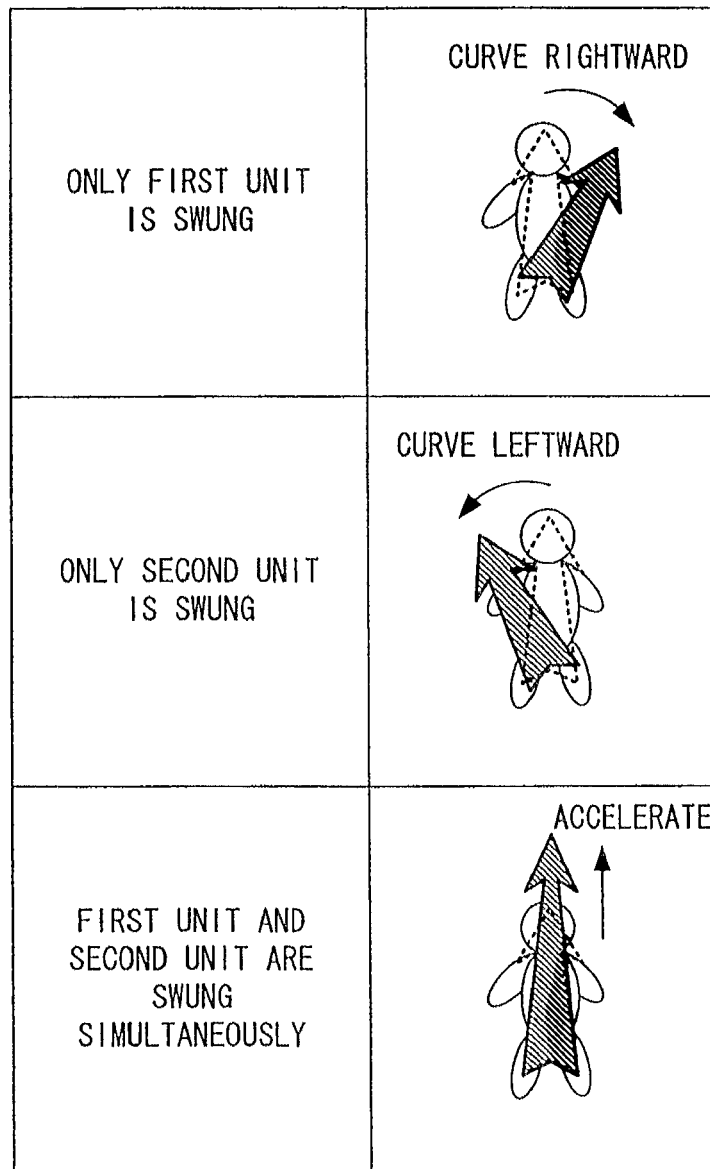 ONLY FIRST UNIT
IS SWUNG
CURVE RIGHTWARD
ONLY SECOND UNIT
IS SWUNG
CURVE LEFTWARD
FIRST UNIT AND
SECOND UNIT ARE
SWUNG
SIMULTANEOUSLY
ACCELERATE